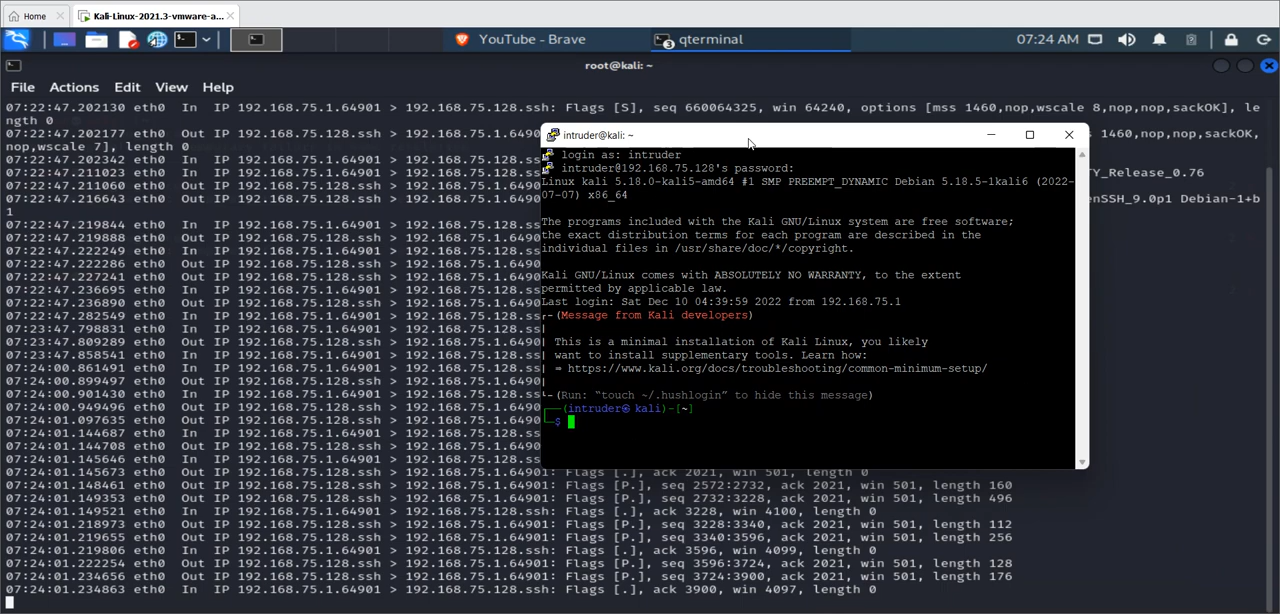 Home
Kali-Linux-2021.3-vmware-a...
YouTube - Brave
3
qterminal
07:24 AM
root@kali: ~
File Actions Edit View Help
07:22:47.202130 eth0 In IP 192.168.75.1.64901 > 192.168.75.128.ssh: Flags [S], seq 660064325, win 64240, options [mss 1460,nop,wscale 8,nop,nop,sackOK], le
ngth 0
07:22:47.202177 eth0 Out IP 192.168.75.128.ssh > 192.168.75.1.6490 1460,nop,nop,sackOK,
nop,wscale 7], length 0
07:22:47.202342 eth0 In IP 192.168.75.1.64901 > 192.168.75.128.ssh
07:22:47.211023 eth0 In IP 192.168.75.1.64901 > 192.168.75.128.ssh TY_Release_0.76
07:22:47.211060 eth0 Out IP 192.168.75.128.ssh > 192.168.75.1.6490
07:22:47.216643 eth0 Out IP 192.168.75.128.ssh > 192.168.75.1.6490 enSSH_9.0p1 Debian-1+b
1
07:22:47.219844 eth0 In IP 192.168.75.1.64901 > 192.168.75.128.ssh
07:22:47.219888 eth0 Out IP 192.168.75.128.ssh > 192.168.75.1.6490
07:22:47.222249 eth0 Out IP 192.168.75.128.ssh > 192.168.75.1.6490
07:22:47.222286 eth0 In IP 192.168.75.1.64901 > 192.168.75.128.ssh
07:22:47.227241 eth0 Out IP 192.168.75.128.ssh > 192.168.75.1.6490
07:22:47.236695 eth0 In IP 192.168.75.1.64901 > 192.168.75.128.ssh
07:22:47.236890 eth0 Out IP 192.168.75.128.ssh > 192.168.75.1.6490
07:22:47.282549 eth0 In IP 192.168.75.1.64901 > 192.168.75.128.ssh
07:23:47.798831 eth0 In IP 192.168.75.1.64901 > 192.168.75.128.ssh
07:23:47.809289 eth0 Out IP 192.168.75.128.ssh > 192.168.75.1.6490
07:23:47.858541 eth0 In IP 192.168.75.1.64901 > 192.168.75.128.ssh
07:24:00.861491 eth0 In IP 192.168.75.1.64901 > 192.168.75.128.ssh
07:24:00.899497 eth0 Out IP 192.168.75.128.ssh > 192.168.75.1.6490
07:24:00.901430 eth0 In IP 192.168.75.1.64901 > 192.168.75.128.ssh
07:24:00.949496 eth0 Out IP 192.168.75.128.ssh > 192.168.75.1.6490
07:24:01.097635 eth0 Out IP 192.168.75.128.ssh > 192.168.75.1.6490
07:24:01.144687 eth0 In IP 192.168.75.1.64901 > 192.168.75.128.ssh
07:24:01.144708 eth0 Out IP 192.168.75.128.ssh > 192.168.75.1.6490
07:24:01.145646 eth0 In IP 192.168.75.1.64901 > 192.168.75.128.ssh
07:24:01.145673 eth0 Out IP 192.168.75.128.ssh > 192.168.75.1.64901: Flags [.], ack 2021, win 501, length 0
07:24:01.148461 eth0 Out IP 192.168.75.128.ssh > 192.168.75.1.64901: Flags [P.], seq 2572:2732, ack 2021, win 501, length 160
07:24:01.149353 eth0 Out IP 192.168.75.128.ssh > 192.168.75.1.64901: Flags [P.], seq 2732:3228, ack 2021, win 501, length 496
07:24:01.149521 eth0 In IP 192.168.75.1.64901 > 192.168.75.128.ssh: Flags [.], ack 3228, win 4100, length 0
07:24:01.218973 eth0 Out IP 192.168.75.128.ssh > 192.168.75.1.64901: Flags [P.], seq 3228:3340, ack 2021, win 501, length 112
07:24:01.219655 eth0 Out IP 192.168.75.128.ssh > 192.168.75.1.64901: Flags [P.], seq 3340:3596, ack 2021, win 501, length 256
07:24:01.219806 eth0 In IP 192.168.75.1.64901 > 192.168.75.128.ssh: Flags [.], ack 3596, win 4099, length 0
07:24:01.222254 eth0 Out IP 192.168.75.128.ssh > 192.168.75.1.64901: Flags [P.], seq 3596:3724, ack 2021, win 501, length 128
07:24:01.234656 eth0 Out IP 192.168.75.128.ssh > 192.168.75.1.64901: Flags [P.], seq 3724:3900, ack 2021, win 501, length 176
07:24:01.234863 eth0 In IP 192.168.75.1.64901 > 192.168.75.128.ssh: Flags [.], ack 3900, win 4097, length 0
intruder@kali: ~
login as: intruder
intruder@192.168.75.128's password:
Linux kali 5.18.0-kali5-amd64 #1 SMP PREEMPT_DYNAMIC Debian 5.18.5-1kali6 (2022-
07-07) x86_64
The programs included with the Kali GNU/Linux system are free software;
the exact distribution terms for each program are described in the
individual files in /usr/share/doc/*/copyright.
Kali GNU/Linux comes with ABSOLUTELY NO WARRANTY, to the extent
permitted by applicable law.
Last login: Sat Dec 10 04:39:59 2022 from 192.168.75.1
┌─(Message from Kali developers)
│
│ This is a minimal installation of Kali Linux, you likely
│ want to install supplementary tools. Learn how:
│ ⇒ https://www.kali.org/docs/troubleshooting/common-minimum-setup/
│
└─(Run: “touch ~/.hushlogin” to hide this message)
┌──(intruder㉿kali)-[~]
└─$